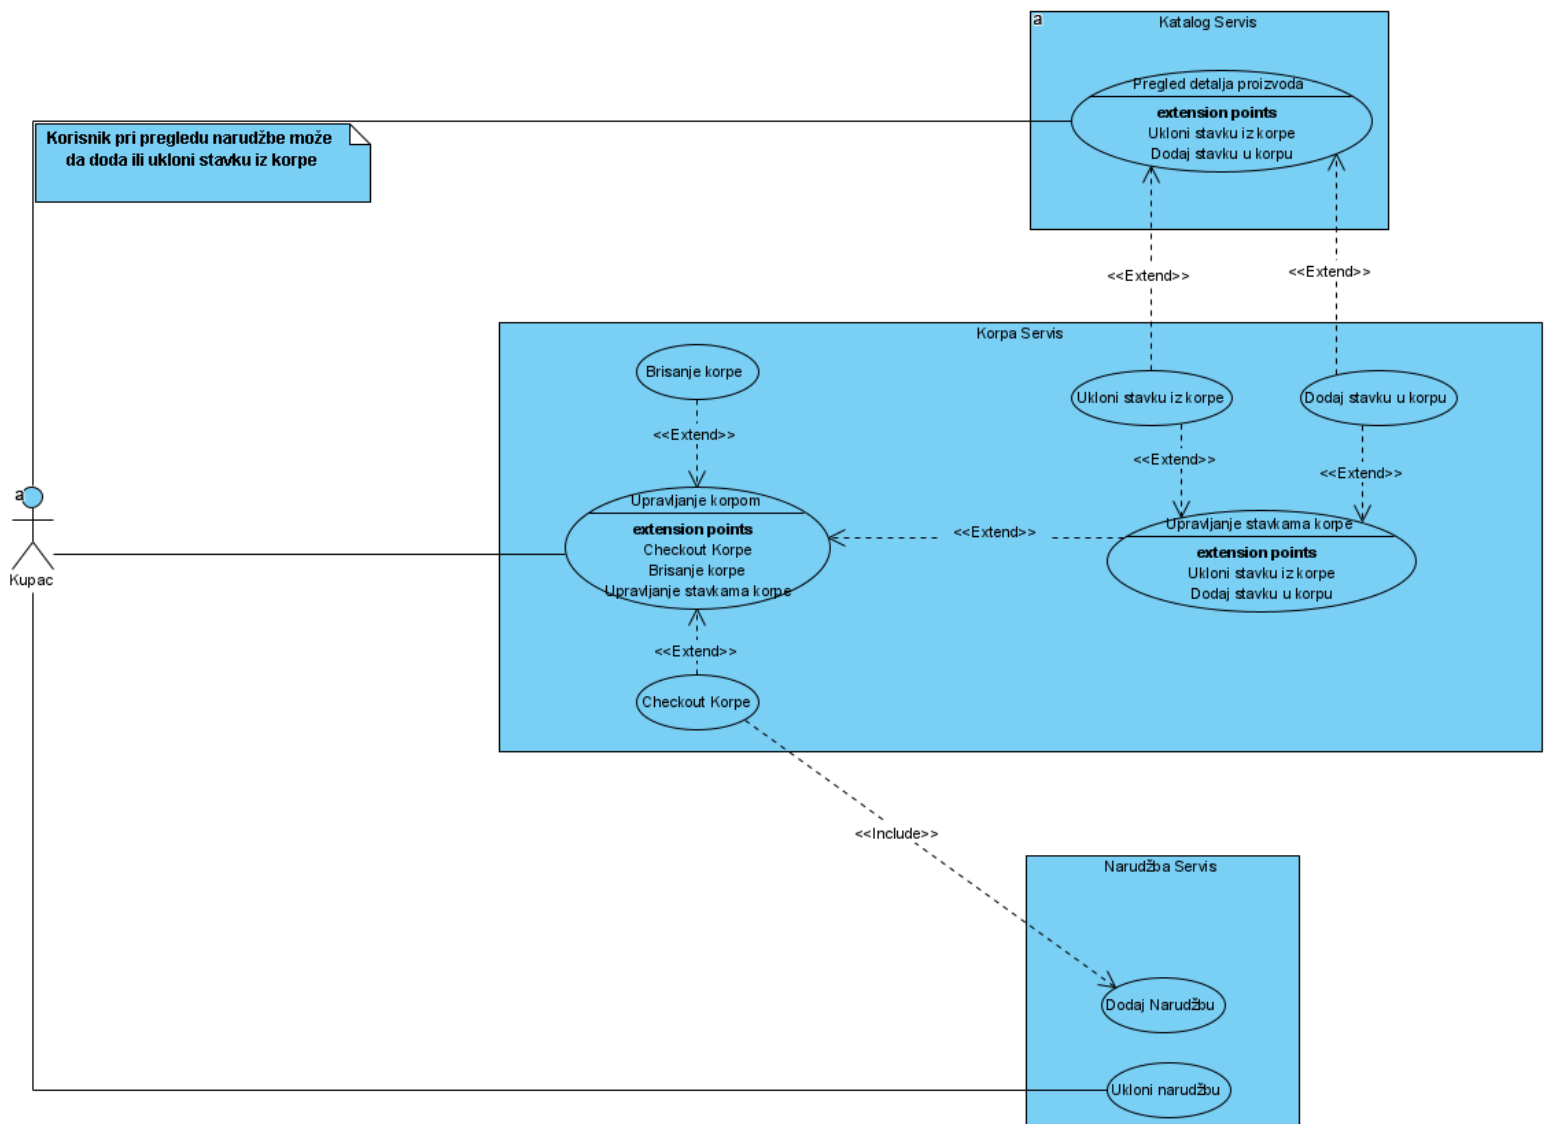 a
Katalog Servis
Pregled detalja proizvoda
extension points
Ukloni stavku iz korpe
Dodaj stavku u korpu
Korisnik pri pregledu narudžbe može
da doda ili ukloni stavku iz korpe
<<Extend>>
<<Extend>>
Korpa Servis
Brisanje korpe
Ukloni stavku iz korpe
Dodaj stavku u korpu
<<Extend>>
<<Extend>>
<<Extend>>
a
Kupac
Upravljanje korpom
extension points
Checkout Korpe
Brisanje korpe
Upravljanje stavkama korpe
<<Extend>>
Upravljanje stavkama korpe
extension points
Ukloni stavku iz korpe
Dodaj stavku u korpu
<<Extend>>
Checkout Korpe
<<Include>>
Narudžba Servis
Dodaj Narudžbu
Ukloni narudžbu